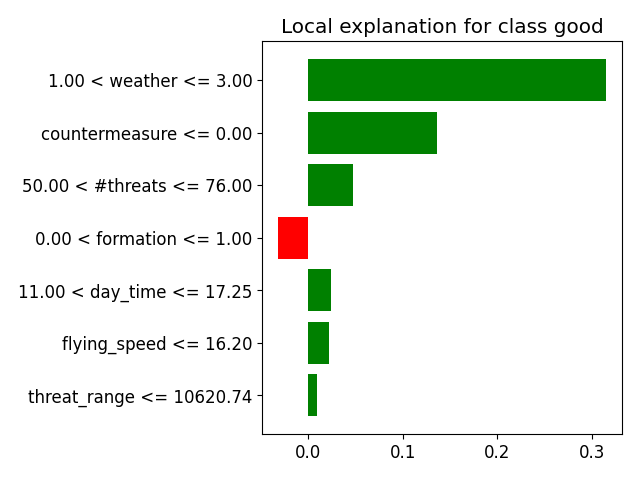 Local explanation for class good
1.00 < weather <= 3.00
countermeasure <= 0.00
50.00 < #threats <= 76.00
0.00 < formation <= 1.00
11.00 < day_time <= 17.25
flying_speed <= 16.20
threat_range <= 10620.74
0.0 0.1 0.2 0.3